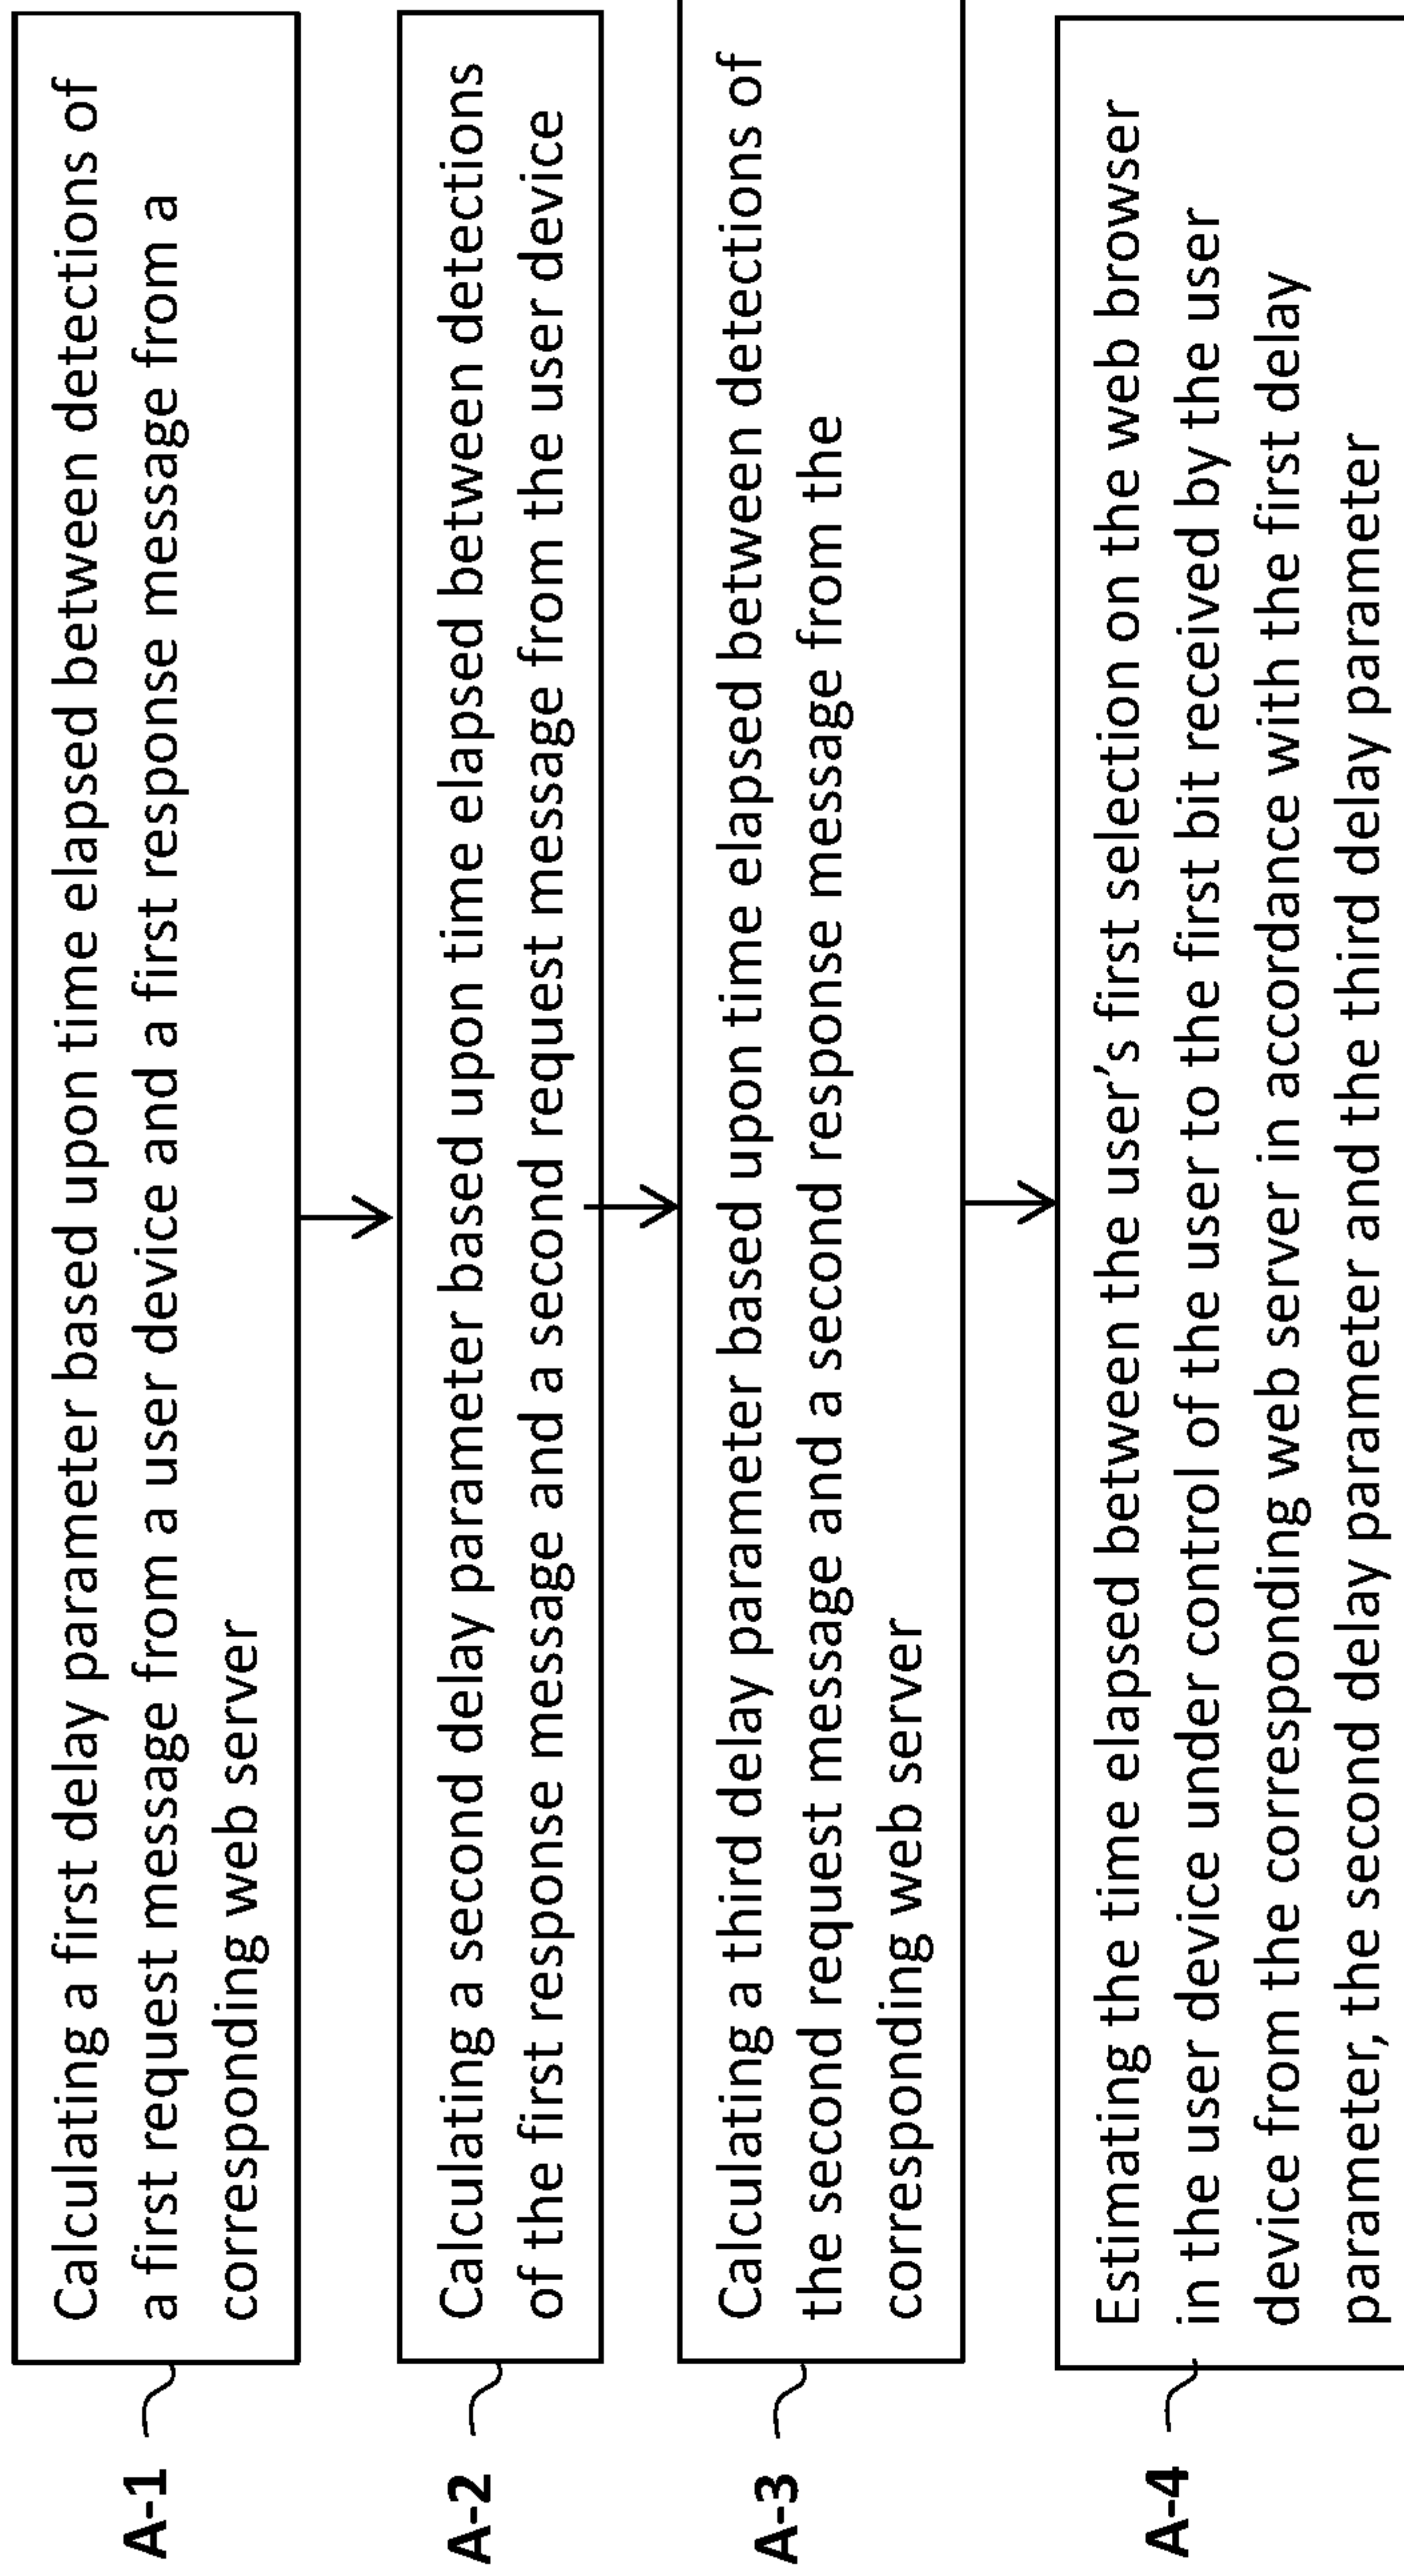 A-1
Calculating a first delay parameter based upon time elapsed between detections of
a first request message from a user device and a first response message from a
corresponding web server
A-2
Calculating a second delay parameter based upon time elapsed between detections
of the first response message and a second request message from the user device
A-3
Calculating a third delay parameter based upon time elapsed between detections of
the second request message and a second response message from the
corresponding web server
A-4
Estimating the time elapsed between the user’s first selection on the web browser
in the user device under control of the user to the first bit received by the user
device from the corresponding web server in accordance with the first delay
parameter, the second delay parameter and the third delay parameter